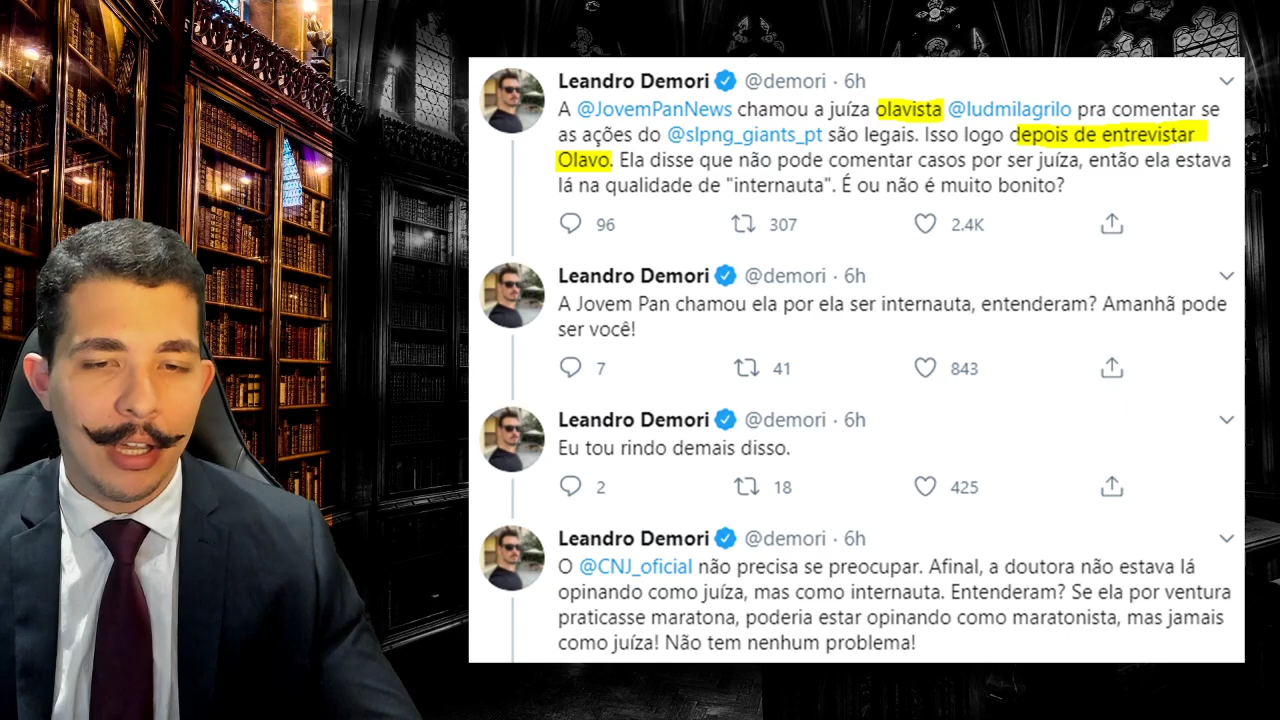 Leandro Demori @demori · 6h
A @JovemPanNews chamou a juíza olavista @ludmilagrilo pra comentar se
as ações do @slpng_giants_pt são legais. Isso logo depois de entrevistar
Olavo. Ela disse que não pode comentar casos por ser juíza, então ela estava
lá na qualidade de "internauta". É ou não é muito bonito?
96 307 2.4K
Leandro Demori @demori · 6h
A Jovem Pan chamou ela por ela ser internauta, entenderam? Amanhã pode
ser você!
7 41 843
Leandro Demori @demori · 6h
Eu tou rindo demais disso.
2 18 425
Leandro Demori @demori · 6h
O @CNJ_oficial não precisa se preocupar. Afinal, a doutora não estava lá
opinando como juíza, mas como internauta. Entenderam? Se ela por ventura
praticasse maratona, poderia estar opinando como maratonista, mas jamais
como juíza! Não tem nenhum problema!